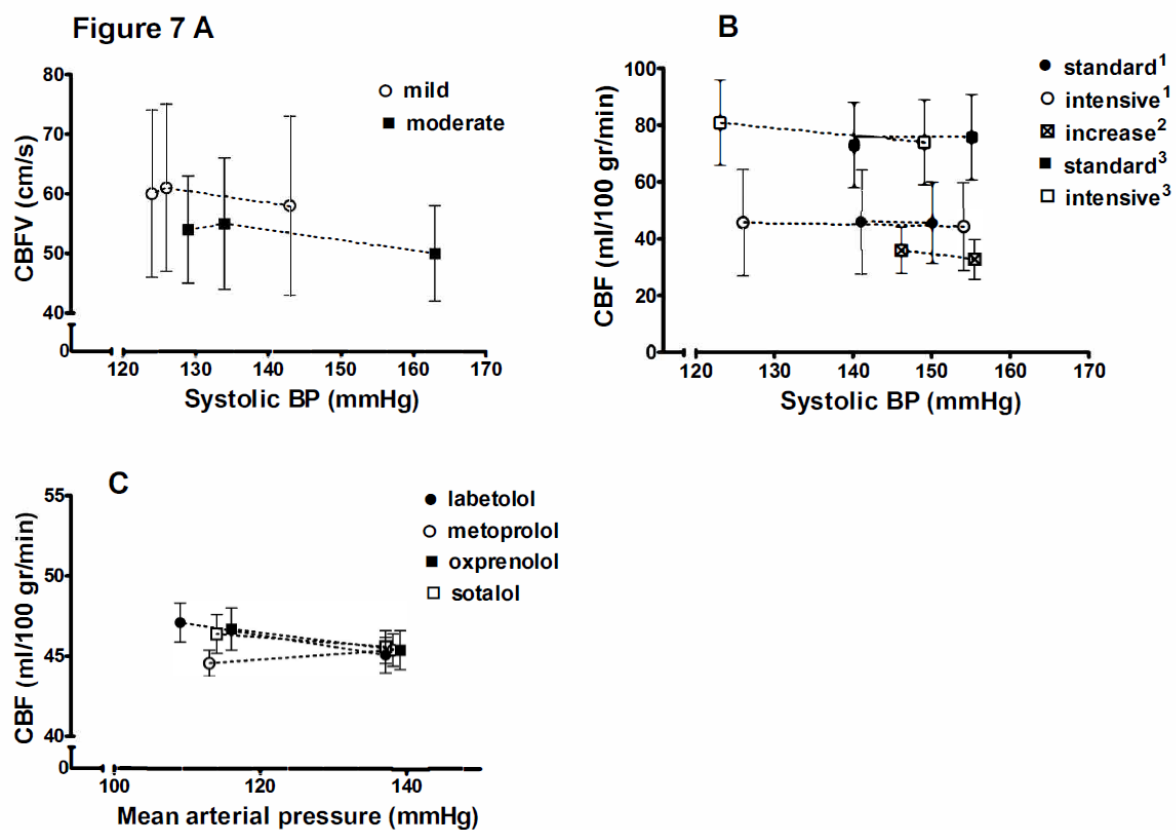 Figure 7 A
80
70
60
50
40
0
CBFV (cm/s)
mild
moderate
120 130 140 150 160 170
Systolic BP (mmHg)
B
100
80
60
40
20
0
CBF (ml/100 gr/min)
standard¹
intensive¹
increase²
standard³
intensive³
120 130 140 150 160 170
Systolic BP (mmHg)
C
55
50
45
40
0
CBF (ml/100 gr/min)
labetolol
metoprolol
oxprenolol
sotalol
100 120 140
Mean arterial pressure (mmHg)